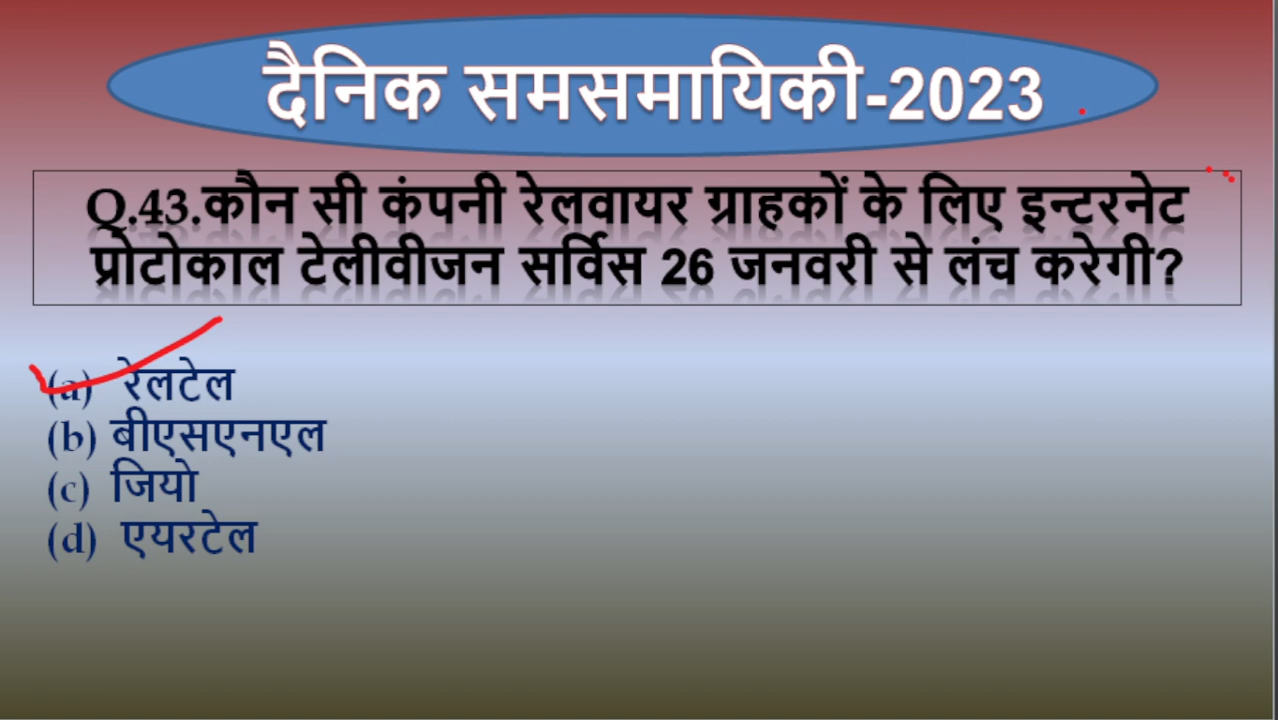 दैनिक समसमायिकी-2023
Q.43.कौन सी कंपनी रेलवायर ग्राहकों के लिए इन्टरनेट
प्रोटोकाल टेलीवीजन सर्विस 26 जनवरी से लंच करेगी?
(a) रेलटेल
(b) बीएसएनएल
(c) जियो
(d) एयरटेल